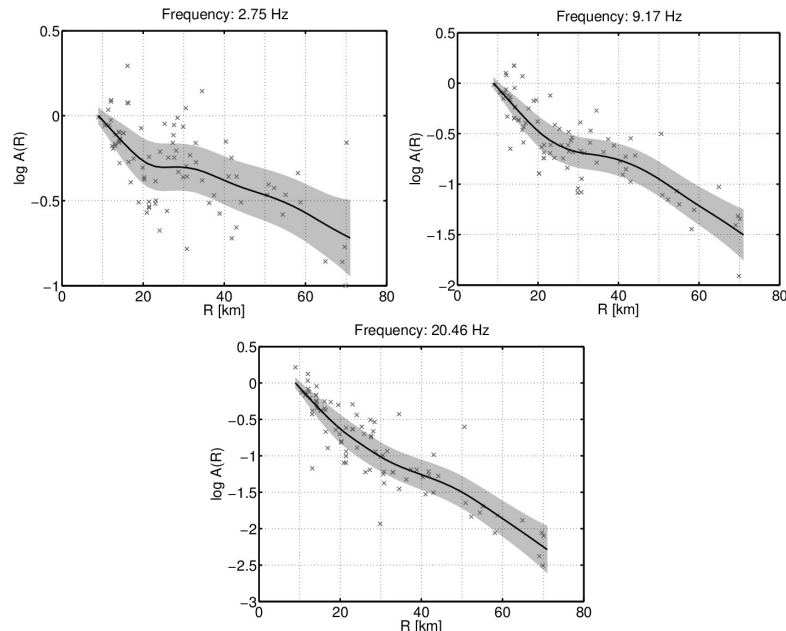 Frequency: 2.75 Hz
0.5
0
−0.5
−1
log A(R)
0 20 40 60 80
R [km]
Frequency: 9.17 Hz
0.5
0
−0.5
−1
−1.5
−2
log A(R)
0 20 40 60 80
R [km]
Frequency: 20.46 Hz
0.5
0
−0.5
−1
−1.5
−2
−2.5
−3
log A(R)
0 20 40 60 80
R [km]